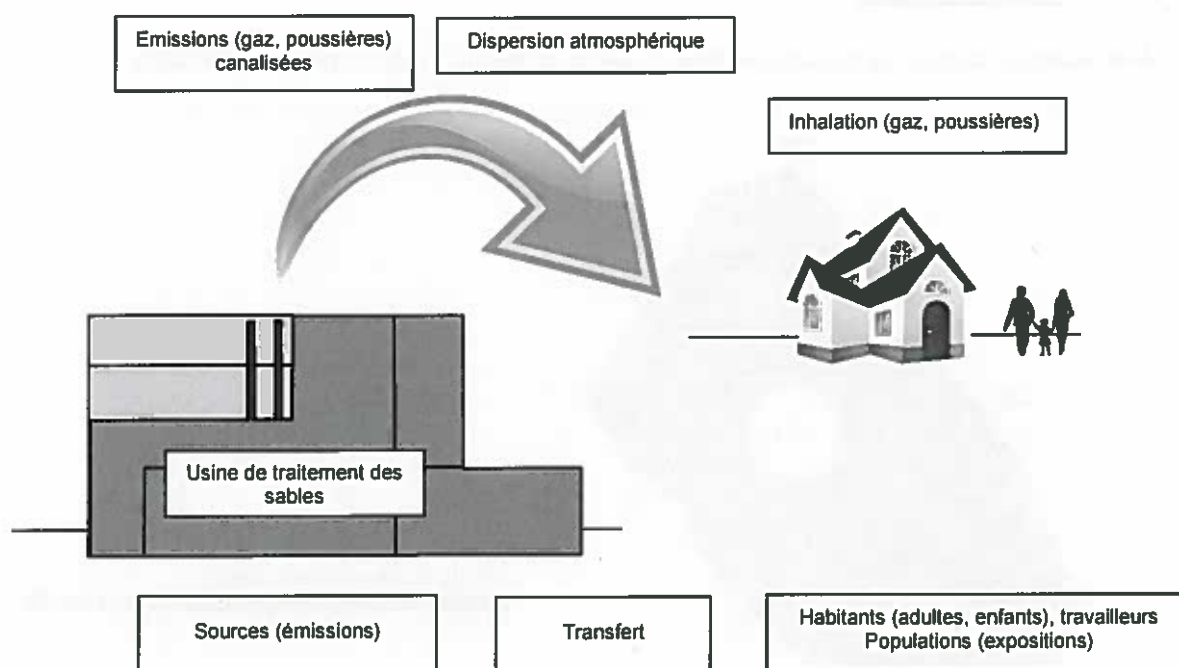 Emissions (gaz, poussières)
canalisées
Dispersion atmosphérique
Inhalation (gaz, poussières)
Usine de traitement des
sables
Sources (émissions)
Transfert
Habitants (adultes, enfants), travailleurs
Populations (expositions)